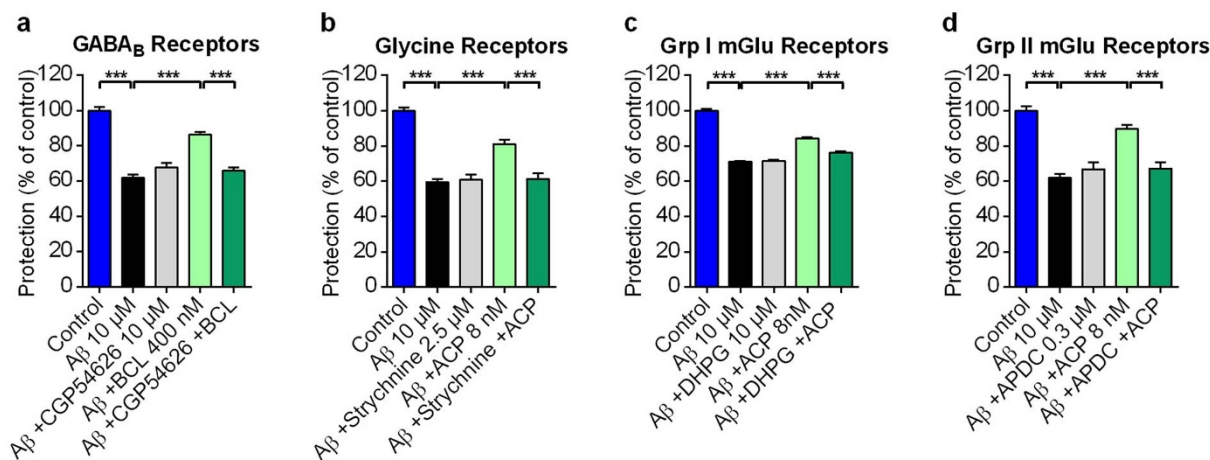 a
GABAB Receptors
Protection (% of control)
120
100
80
60
40
20
0
*** *** ***
Control
Aβ 10 µM
Aβ +CGP54626 10 µM
Aβ +BCL 400 nM
Aβ +CGP54626 +BCL
b
Glycine Receptors
Protection (% of control)
120
100
80
60
40
20
0
*** *** ***
Control
Aβ 10 µM
Aβ +Strychnine 2.5 µM
Aβ +ACP 8 nM
Aβ +Strychnine +ACP
c
Grp I mGlu Receptors
Protection (% of control)
120
100
80
60
40
20
0
*** *** ***
Control
Aβ 10 µM
Aβ +DHPG 10 µM
Aβ +ACP 8nM
Aβ +DHPG +ACP
d
Grp II mGlu Receptors
Protection (% of control)
120
100
80
60
40
20
0
*** *** ***
Control
Aβ 10 µM
Aβ +APDC 0.3 µM
Aβ +ACP 8 nM
Aβ +APDC +ACP